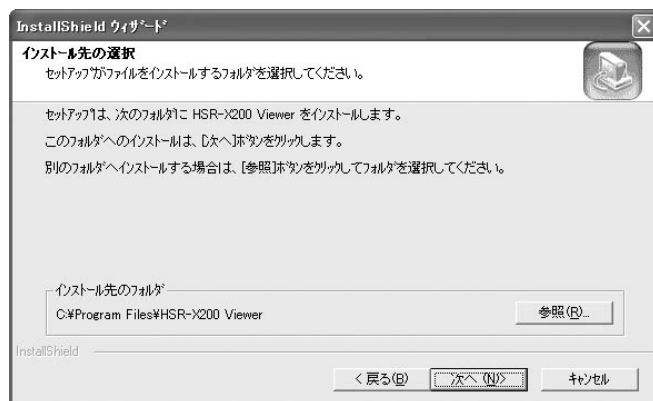 InstallShield ウィザード
インストール先の選択
セットアップがファイルをインストールするフォルダを選択してください。
セットアップは、次のフォルダに HSR-X200 Viewer をインストールします。
このフォルダへのインストールは、[次へ]ボタンをクリックします。
別のフォルダへインストールする場合は、[参照]ボタンをクリックしてフォルダを選択してください。
インストール先のフォルダ
C:¥Program Files¥HSR-X200 Viewer
参照(R)...
InstallShield
< 戻る(B)
次へ (N)>
キャンセル